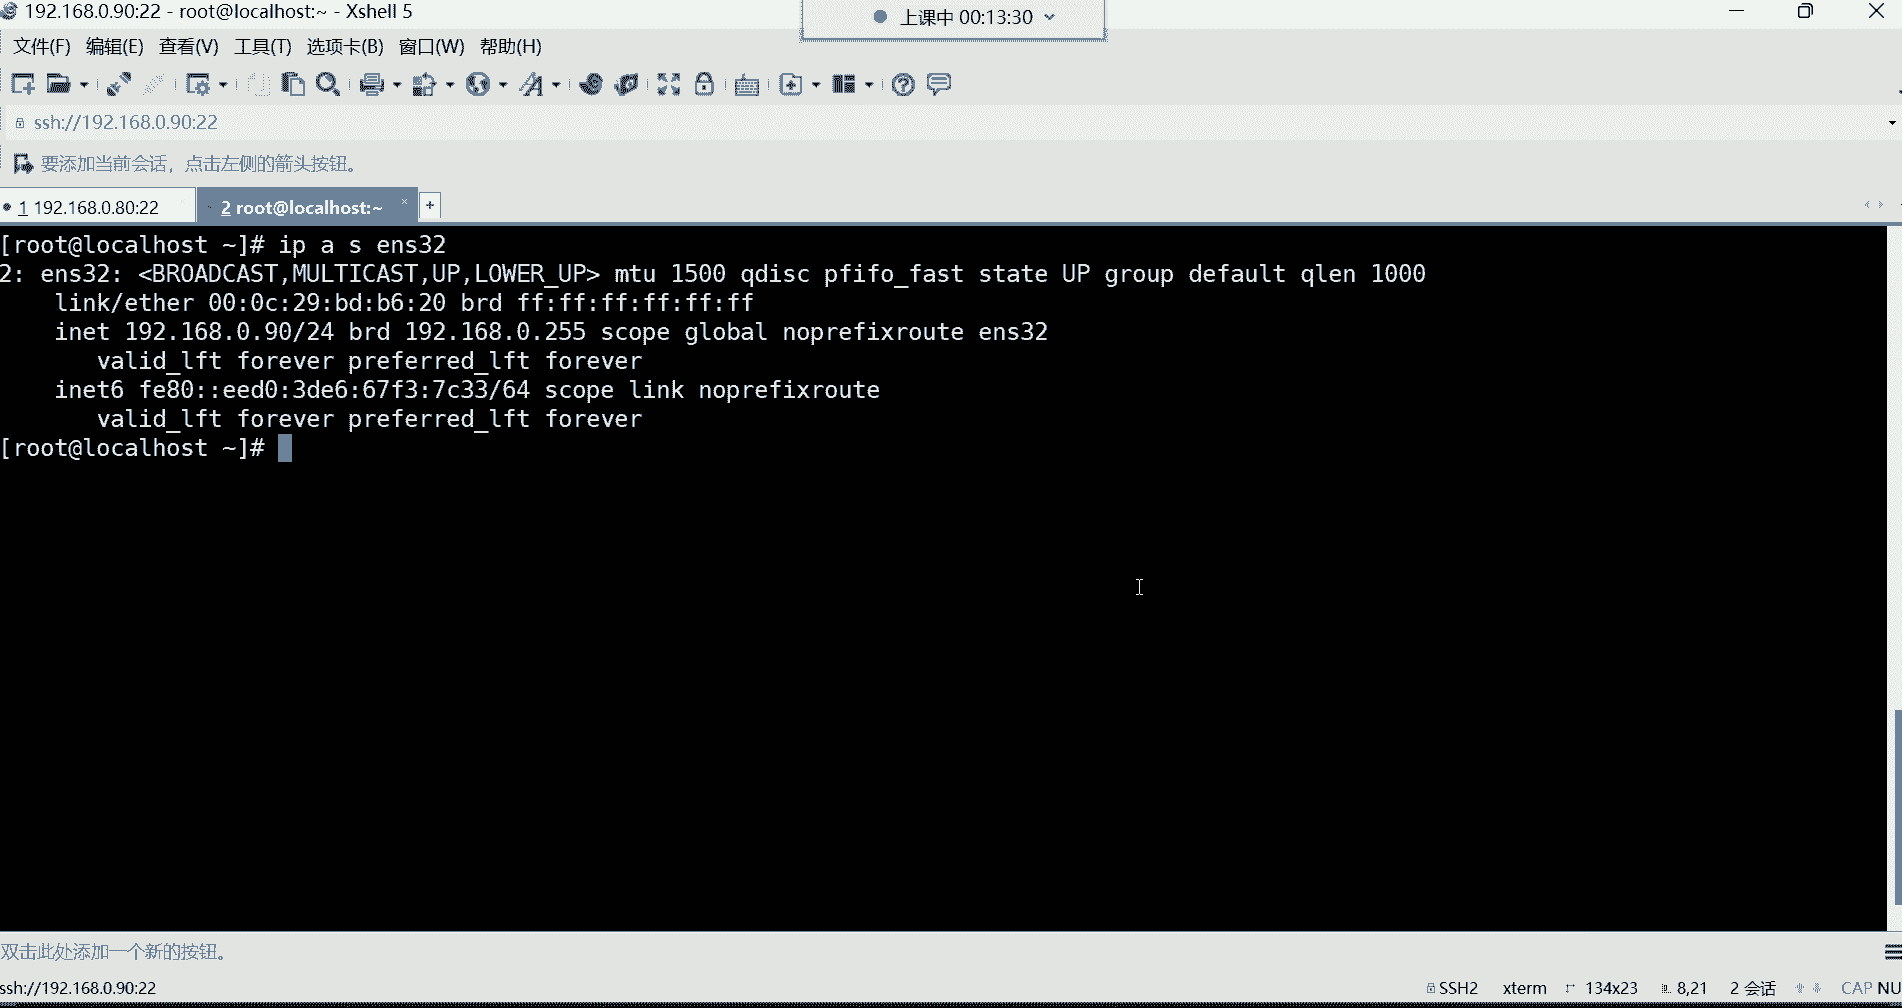 192.168.0.90:22 - root@localhost:~ - Xshell 5
上课中 00:13:30
文件(F) 编辑(E) 查看(V) 工具(T) 选项卡(B) 窗口(W) 帮助(H)
ssh://192.168.0.90:22
要添加当前会话，点击左侧的箭头按钮。
1 192.168.0.80:22 2 root@localhost:~ × +
[root@localhost ~]# ip a s ens32
2: ens32: <BROADCAST,MULTICAST,UP,LOWER_UP> mtu 1500 qdisc pfifo_fast state UP group default qlen 1000
link/ether 00:0c:29:bd:b6:20 brd ff:ff:ff:ff:ff:ff
inet 192.168.0.90/24 brd 192.168.0.255 scope global noprefixroute ens32
valid_lft forever preferred_lft forever
inet6 fe80::eed0:3de6:67f3:7c33/64 scope link noprefixroute
valid_lft forever preferred_lft forever
[root@localhost ~]#
双击此处添加一个新的按钮。
ssh://192.168.0.90:22 SSH2 xterm 134x23 8,21 2 会话 CAP NU